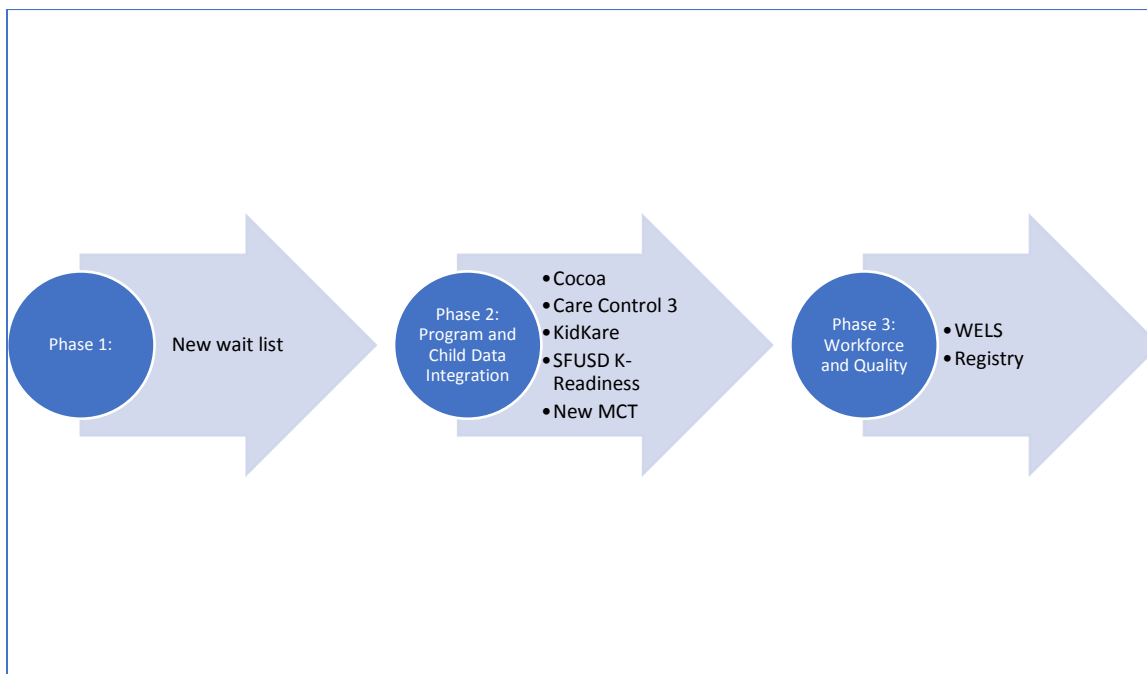 Phase 1:
New wait list
Phase 2:
Program and
Child Data
Integration
•Cocoa
•Care Control 3
•KidKare
•SFUSD K-
Readiness
•New MCT
Phase 3:
Workforce
and Quality
•WELS
•Registry